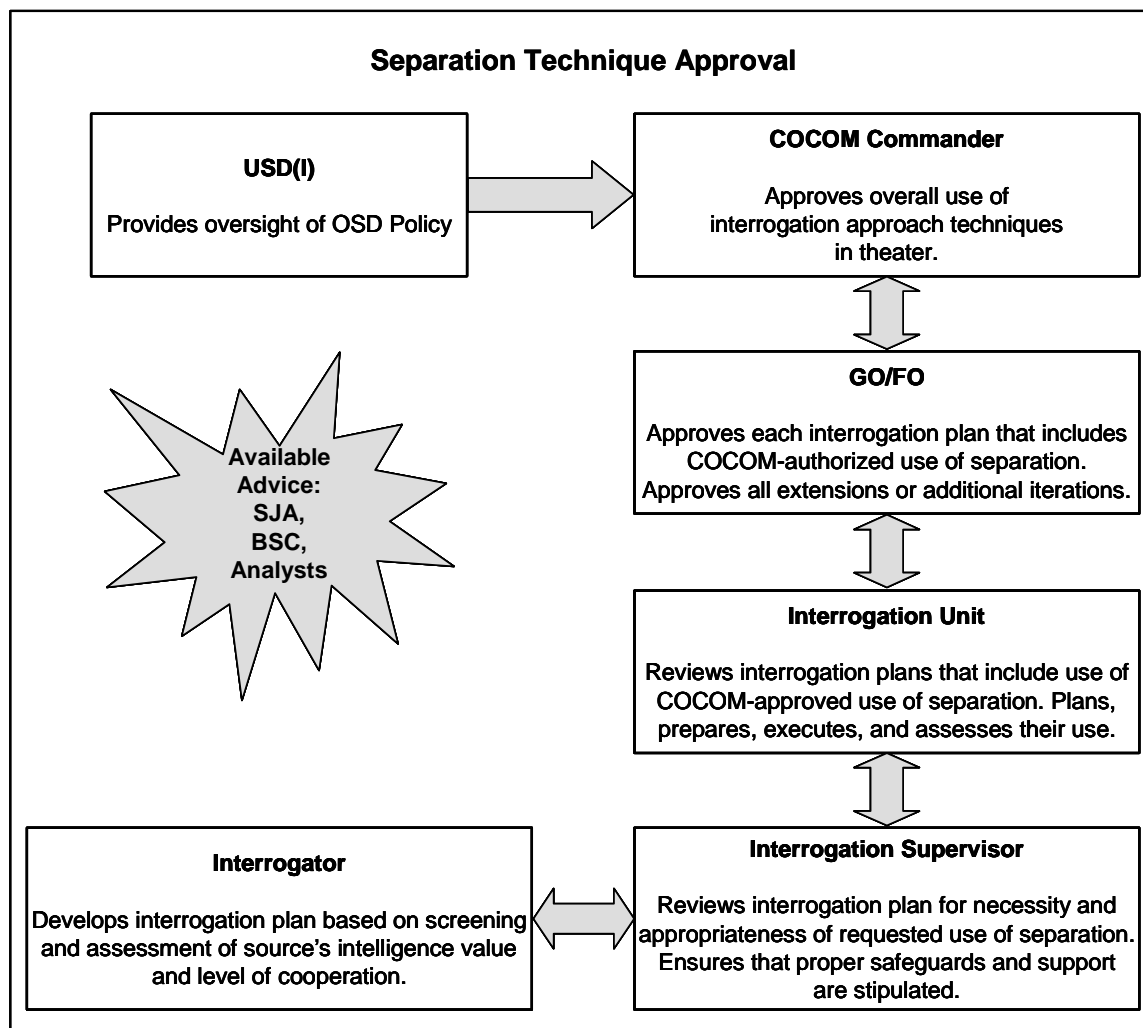 Separation Technique Approval
USD(I)
Provides oversight of OSD Policy
COCOM Commander
Approves overall use of
interrogation approach techniques
in theater.
GO/FO
Approves each interrogation plan that includes
COCOM-authorized use of separation.
Approves all extensions or additional iterations.
Available
Advice:
SJA,
BSC,
Analysts
Interrogation Unit
Reviews interrogation plans that include use of
COCOM-approved use of separation. Plans,
prepares, executes, and assesses their use.
Interrogator
Develops interrogation plan based on screening
and assessment of source's intelligence value
and level of cooperation.
Interrogation Supervisor
Reviews interrogation plan for necessity and
appropriateness of requested use of separation.
Ensures that proper safeguards and support
are stipulated.